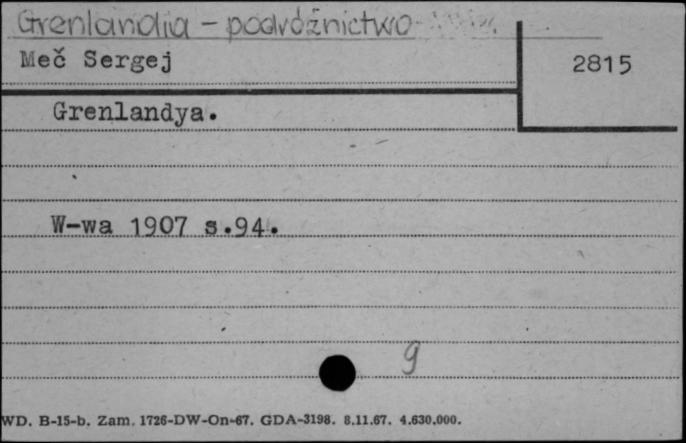 Grenlandia - podróżnictwo
Meč Sergej
2815
Grenlandya.
W-wa 1907 s.94.
9
WD. B-15-b. Zam. 1726-DW-On-67. GDA-3198. 8.11.67. 4.630.000.